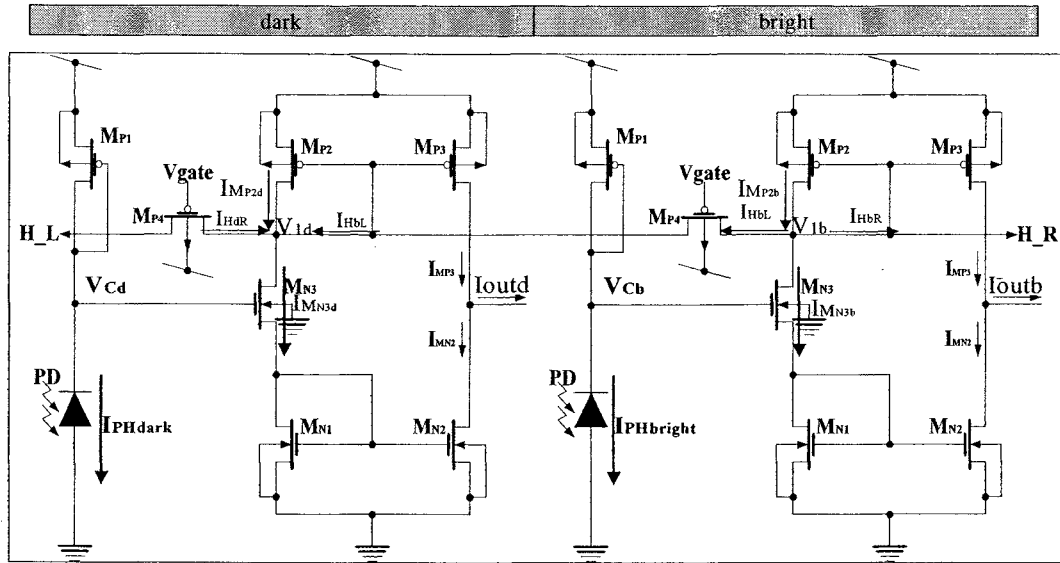 dark bright
MP1 MP2 MP3 MP1 MP2 MP3
Vgate IMP2d Vgate IMP2b
MP4 IHdR IHbL MP4 IHbL IHbR
H_L V1d V1b H_R
VCd MN3 IMP3 Ioutd VCb MN3 IMP3 Ioutb
IMN3d IMN3b
IMN2 IMN2
PD PD
IPHdark MN1 MN2 IPHbright MN1 MN2